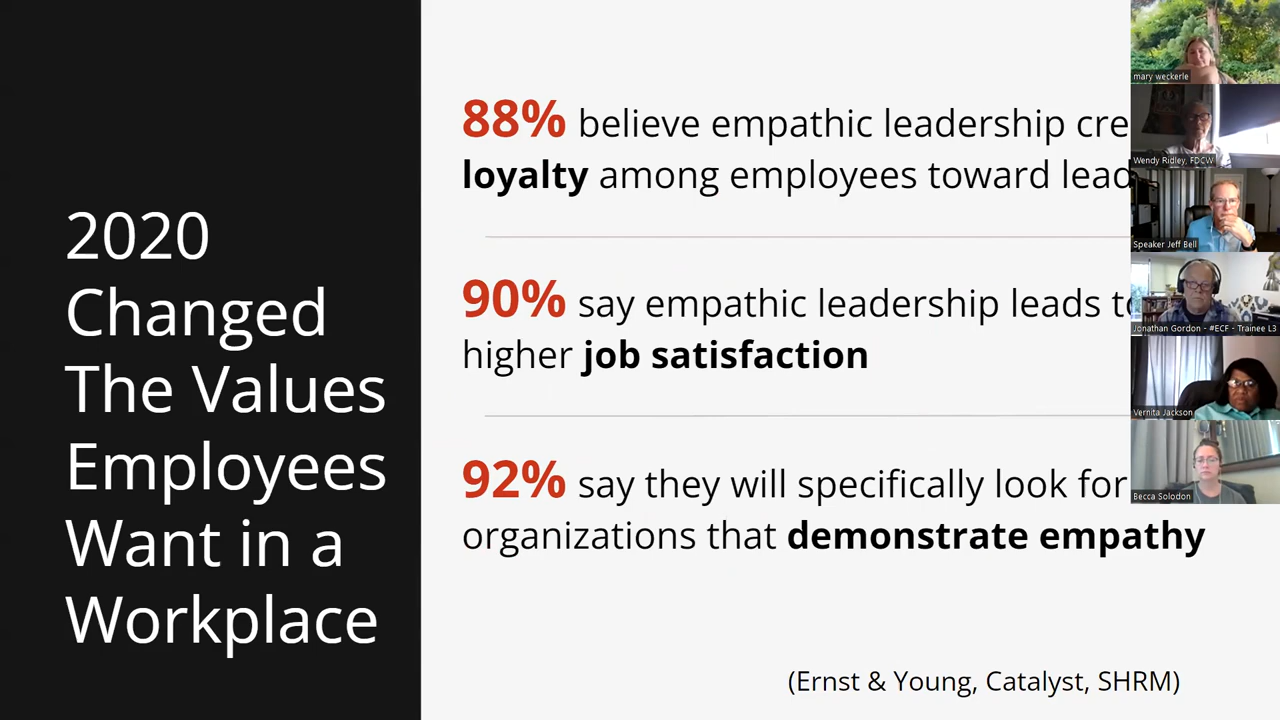 2020
Changed
The Values
Employees
Want in a
Workplace
88% believe empathic leadership cre
loyalty among employees toward lead
90% say empathic leadership leads to
higher job satisfaction
92% say they will specifically look for
organizations that demonstrate empathy
(Ernst & Young, Catalyst, SHRM)
mary weckerle
Wendy Ridley, FDCW
Speaker Jeff Bell
Jonathan Gordon - #ECF - Trainee L3
Vernita Jackson
Becca Solodon